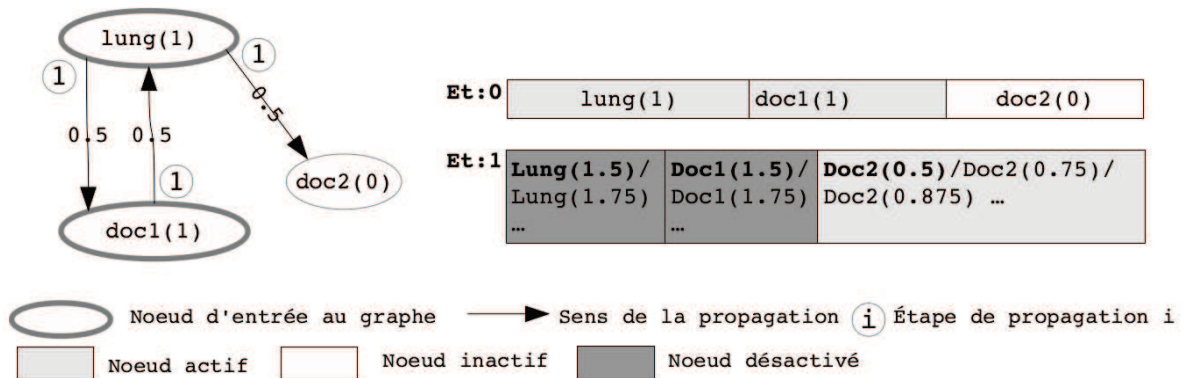 lung(1)
1
1
0.5
0.5
0.5
1
doc2(0)
doc1(1)
Et:0
lung(1)
doc1(1)
doc2(0)
Et:1
Lung(1.5)/
Lung(1.75)
…
Doc1(1.5)/
Doc1(1.75)
…
Doc2(0.5)/Doc2(0.75)/
Doc2(0.875) …
Noeud d'entrée au graphe
Sens de la propagation
i Étape de propagation i
Noeud actif
Noeud inactif
Noeud désactivé